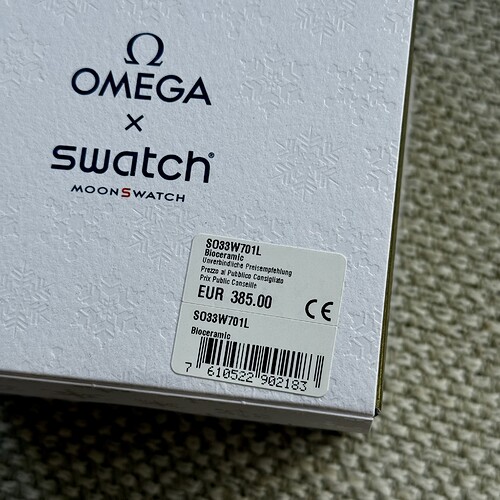 Ω
OMEGA
×
swatch®
MOONSWATCH
SO33W701L
Bioceramic
Unverbindliche Preisempfehlung
Prezzo al Pubblico Consigliato
Prix Public Conseille
EUR 385.00
CE
SO33W701L
Bioceramic
7 610522 902183